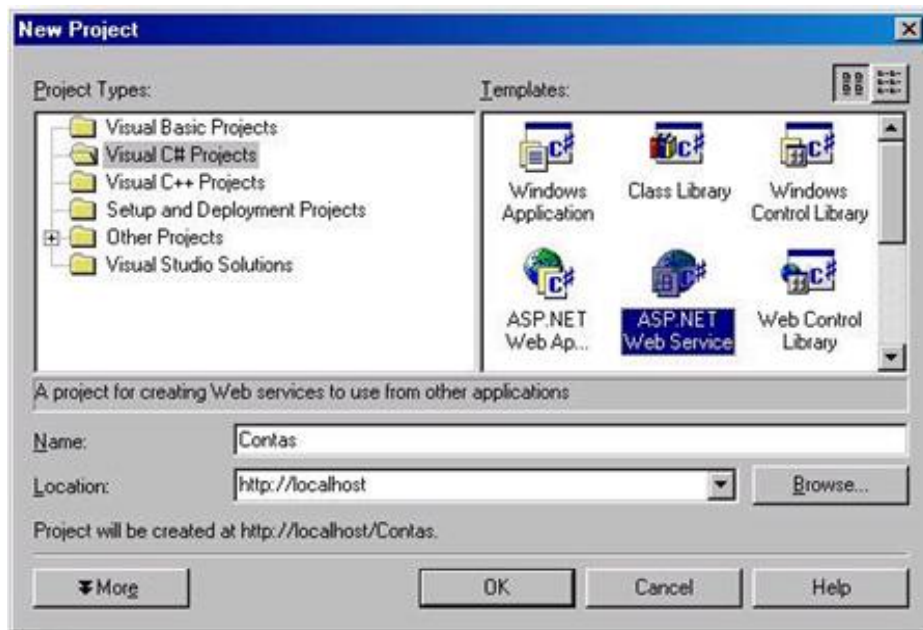 New Project
Project Types:
Templates:
Visual Basic Projects
Visual C# Projects
Visual C++ Projects
Setup and Deployment Projects
Other Projects
Visual Studio Solutions
Windows
Application
Class Library
Windows
Control Library
ASP.NET
Web Ap...
ASP.NET
Web Service
Web Control
Library
A project for creating Web services to use from other applications
Name:
Contas
Location:
http://localhost
Browse...
Project will be created at http://localhost/Contas.
More
OK
Cancel
Help